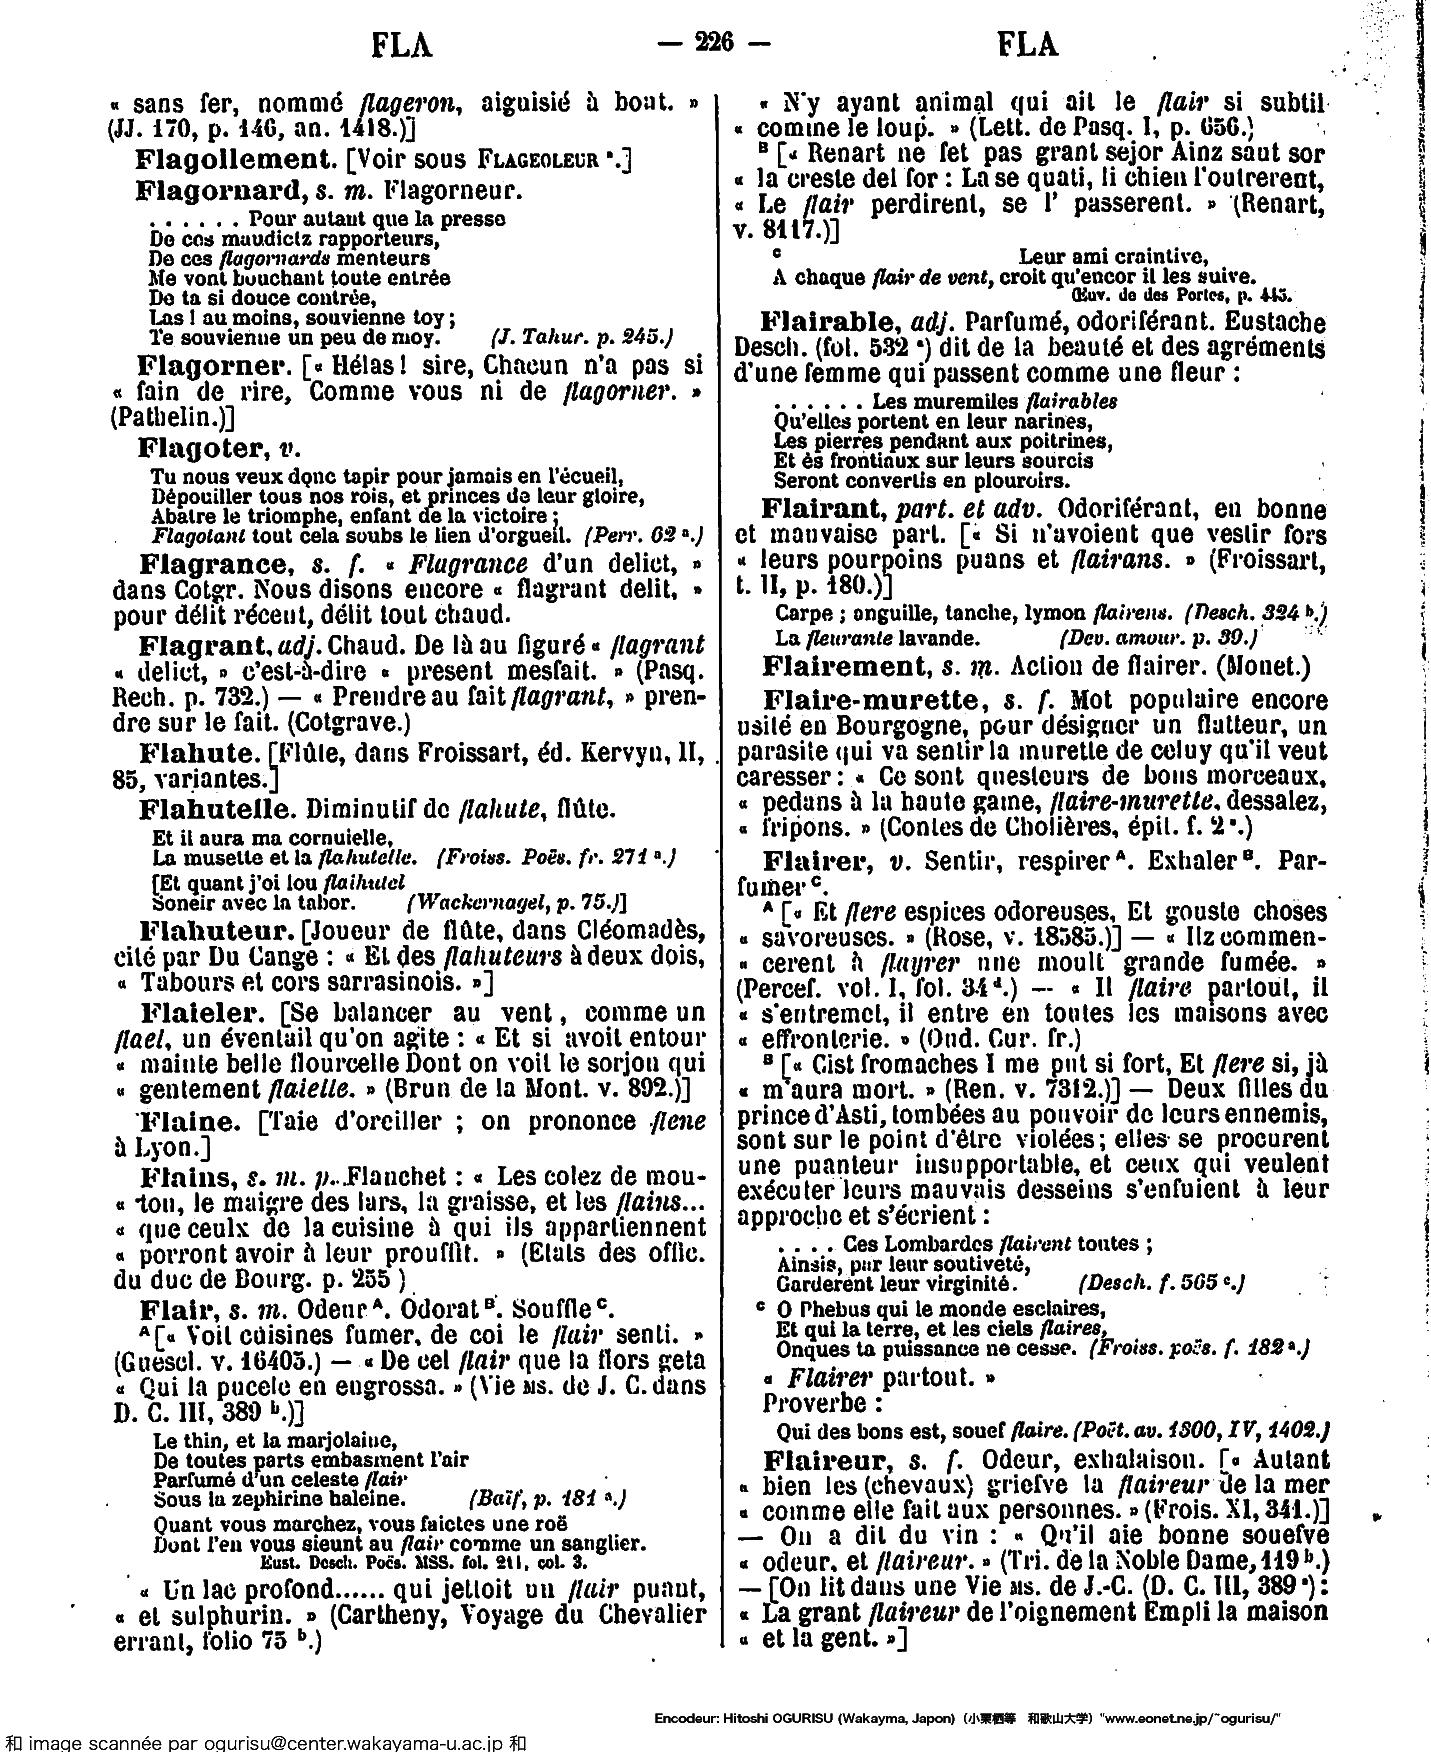 FLA — 226 — FLA
« sans fer, nommé flageron, aiguisié à bout. »
(JJ. 170, p. 146, an. 1418.)]
Flagollement. [Voir sous FLAGEOLEUR ª.]
Flagornard, s. m. Flagorneur.
. . . . . . Pour autant que la presse
De ces maudictz rapporteurs,
De ces flagornards menteurs
Me vont bouchant toute entrée
De ta si douce contrée,
Las ! au moins, souvienne toy ;
Te souvienne un peu de moy. (J. Tahur. p. 245.)
Flagorner. [« Hélas ! sire, Chacun n'a pas si
« fain de rire, Comme vous ni de flagorner. »
(Pathelin.)]
Flagoter, v.
Tu nous veux donc tapir pour jamais en l'écueil,
Dépouiller tous nos rois, et princes de leur gloire,
Abatre le triomphe, enfant de la victoire ;
Flagotant tout cela soubs le lien d'orgueil. (Perr. 62 ª.)
Flagrance, s. f. « Flagrance d'un delict, »
dans Cotgr. Nous disons encore « flagrant delit, »
pour délit récent, délit tout chaud.
Flagrant, adj. Chaud. De là au figuré « flagrant
« delict, » c'est-à-dire « present mesfait. » (Pasq.
Rech. p. 732.) — « Prendre au fait flagrant, » pren-
dre sur le fait. (Cotgrave.)
Flahute. [Flûte, dans Froissart, éd. Kervyn, II,
85, variantes.]
Flahutelle. Diminutif de flahute, flûte.
Et il aura ma cornuielle,
La musette et la flahutelle. (Froiss. Poës. fr. 271 ª.)
[Et quant j'oi lou flaihutel
Soneir avec la tabor. (Wackernagel, p. 75.)]
Flahuteur. [Joueur de flûte, dans Cléomadès,
cité par Du Cange : « Et des flahuteurs à deux dois,
« Tabours et cors sarrasinois. »]
Flaieler. [Se balancer au vent, comme un
flael, un éventail qu'on agite : « Et si avoit entour
« mainte belle flourcelle Dont on voit le sorjon qui
« gentement flaielle. » (Brun de la Mont. v. 892.)]
Flaine. [Taie d'oreiller ; on prononce flene
à Lyon.]
Flains, s. m. p. Flanchet : « Les colez de mou-
« ton, le maigre des lars, la graisse, et les flains...
« que ceulx de la cuisine à qui ils appartiennent
« porront avoir à leur prouffit. » (Etats des offic.
du duc de Bourg. p. 255 )
Flair, s. m. Odeur ᴬ. Odorat ᴮ. Souffle ᶜ.
ᴬ [« Voit cuisines fumer, de coi le flair senti. »
(Guescl. v. 16405.) — « De cel flair que la flors geta
« Qui la pucele en engrossa. » (Vie MS. de J. C. dans
D. C. III, 389 ᵇ.)]
Le thin, et la marjolaine,
De toutes parts embasment l'air
Parfumé d'un celeste flair
Sous la zephirine haleine. (Baïf, p. 181 ª.)
Quant vous marchez, vous faictes une roë
Dont l'en vous sieunt au flair comme un sanglier.
Eust. Desch. Poës. MSS. fol. 211, col. 3.
« Un lac profond...... qui jettoit un flair puant,
« et sulphurin. » (Cartheny, Voyage du Chevalier
errant, folio 75 ᵇ.)
« N'y ayant animal qui ait le flair si subtil
« comme le loup. » (Lett. de Pasq. I, p. 656.)
ᴮ [« Renart ne fet pas grant sejor Ainz saut sor
« la creste del for : La se quati, li chien l'outrerent,
« Le flair perdirent, se l' passerent. » (Renart,
v. 8117.)]
ᶜ Leur ami craintive,
A chaque flair de vent, croit qu'encor il les suive.
Œuv. de des Portes, p. 445.
Flairable, adj. Parfumé, odoriférant. Eustache
Desch. (fol. 532 ª) dit de la beauté et des agréments
d'une femme qui passent comme une fleur :
. . . . . . Les muremiles flairables
Qu'elles portent en leur narines,
Les pierres pendant aux poitrines,
Et ès frontiaux sur leurs sourcis
Seront convertis en plouroirs.
Flairant, part. et adv. Odoriférant, en bonne
et mauvaise part. [« Si n'avoient que vestir fors
« leurs pourpoins puans et flairans. » (Froissart,
t. II, p. 180.)]
Carpe ; anguille, tanche, lymon flairens. (Desch. 324 ᵇ.)
La fleurante lavande. (Dev. amour. p. 39.)
Flairement, s. m. Action de flairer. (Monet.)
Flaire-murette, s. f. Mot populaire encore
usité en Bourgogne, pour désigner un flatteur, un
parasite qui va sentir la murette de celuy qu'il veut
caresser : « Ce sont questeurs de bons morceaux,
« pedans à la haute game, flaire-murette, dessalez,
« fripons. » (Contes de Cholières, épit. f. 2 ª.)
Flairer, v. Sentir, respirer ᴬ. Exhaler ᴮ. Par-
fumer ᶜ.
ᴬ [« Et flere espices odoreuses, Et gouste choses
« savoreuses. » (Rose, v. 18585.)] — « Ilz commen-
« cerent à flayrer une moult grande fumée. »
(Percef. vol. I, fol. 34 ᵈ.) — « Il flaire partout, il
« s'entremet, il entre en toutes les maisons avec
« effronterie. » (Oud. Cur. fr.)
ᴮ [« Cist fromaches I me put si fort, Et flere si, jà
« m'aura mort. » (Ren. v. 7312.)] — Deux filles du
prince d'Asti, tombées au pouvoir de leurs ennemis,
sont sur le point d'être violées ; elles se procurent
une puanteur insupportable, et ceux qui veulent
exécuter leurs mauvais desseins s'enfuient à leur
approche et s'écrient :
. . . . Ces Lombardes flairent toutes ;
Ainsis, par leur soutiveté,
Garderent leur virginité. (Desch. f. 565 ᶜ.)
ᶜ O Phebus qui le monde esclaires,
Et qui la terre, et les ciels flaires,
Onques ta puissance ne cesse. (Froiss. poës. f. 182 ª.)
« Flairer partout. »
Proverbe :
Qui des bons est, souef flaire. (Poët. av. 1300, IV, 1402.)
Flaireur, s. f. Odeur, exhalaison. [« Autant
« bien les (chevaux) griefve la flaireur de la mer
« comme elle fait aux personnes. » (Frois. XI, 341.)]
— On a dit du vin : « Qu'il aie bonne souefve
« odeur, et flaireur. » (Tri. de la Noble Dame, 119 ᵇ.)
— [On lit dans une Vie MS. de J.-C. (D. C. III, 389 ª) :
« La grant flaireur de l'oignement Empli la maison
« et la gent. »]
Encodeur: Hitoshi OGURISU (Wakayma, Japon) (小栗栖等 和歌山大学) "www.eonet.ne.jp/~ogurisu/"
和 image scannée par ogurisu@center.wakayama-u.ac.jp 和